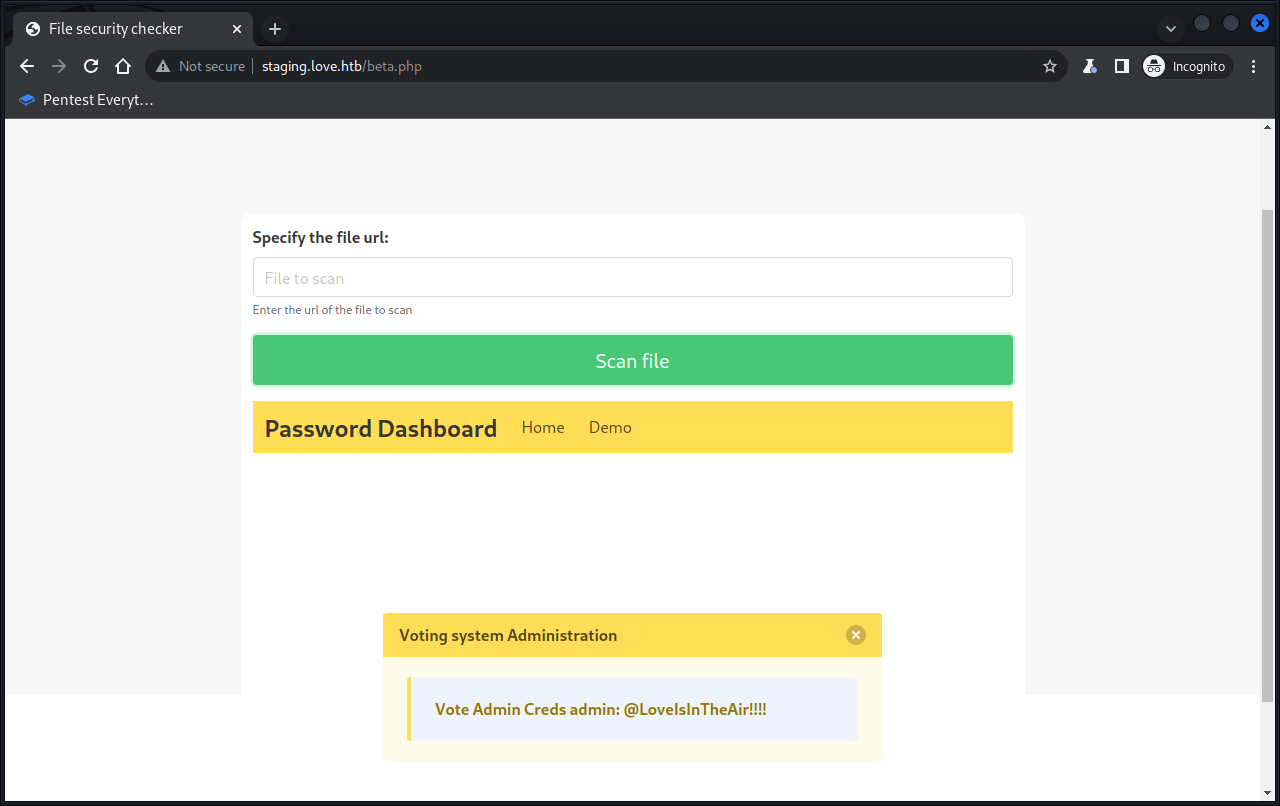 File security checker
Not secure staging.love.htb/beta.php Incognito
Pentest Everyt...
Specify the file url:
File to scan
Enter the url of the file to scan
Scan file
Password Dashboard Home Demo
Voting system Administration
Vote Admin Creds admin: @LoveIsInTheAir!!!!